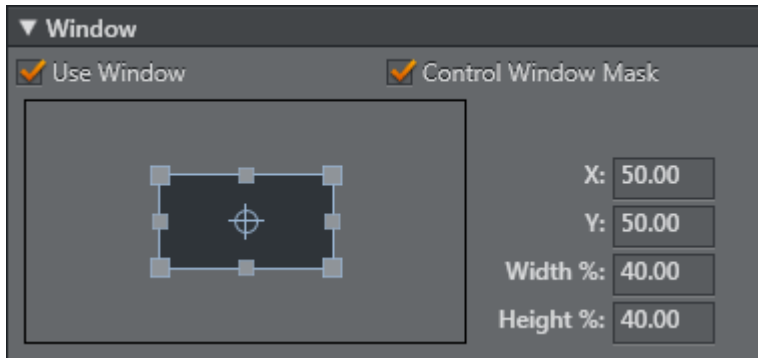 Window
Use Window Control Window Mask
X: 50.00
Y: 50.00
Width %: 40.00
Height %: 40.00